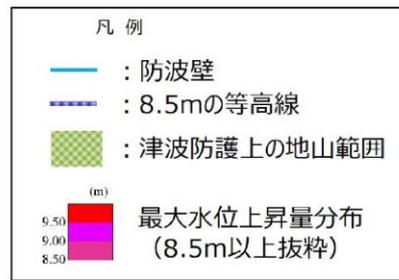 凡 例
：防波壁
：8.5mの等高線
：津波防護上の地山範囲
(m)
9.50
9.00
8.50
最大水位上昇量分布
（8.5m以上抜粋）